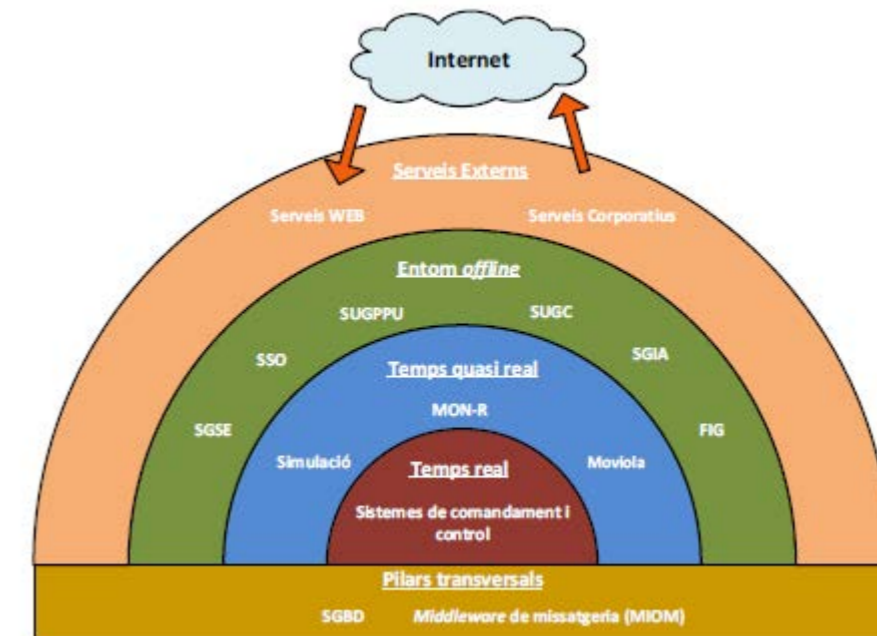 Internet
Serveis Externs
Serveis WEB
Serveis Corporatius
Entorn offline
SUGPPU
SUGC
SSO
SGIA
Temps quasi real
MON-R
SGSE
FIG
Simulació
Moviola
Temps real
Sistemes de comandament i
control
Pilars transversals
SGBD
Middleware de missatgeria (MIOM)